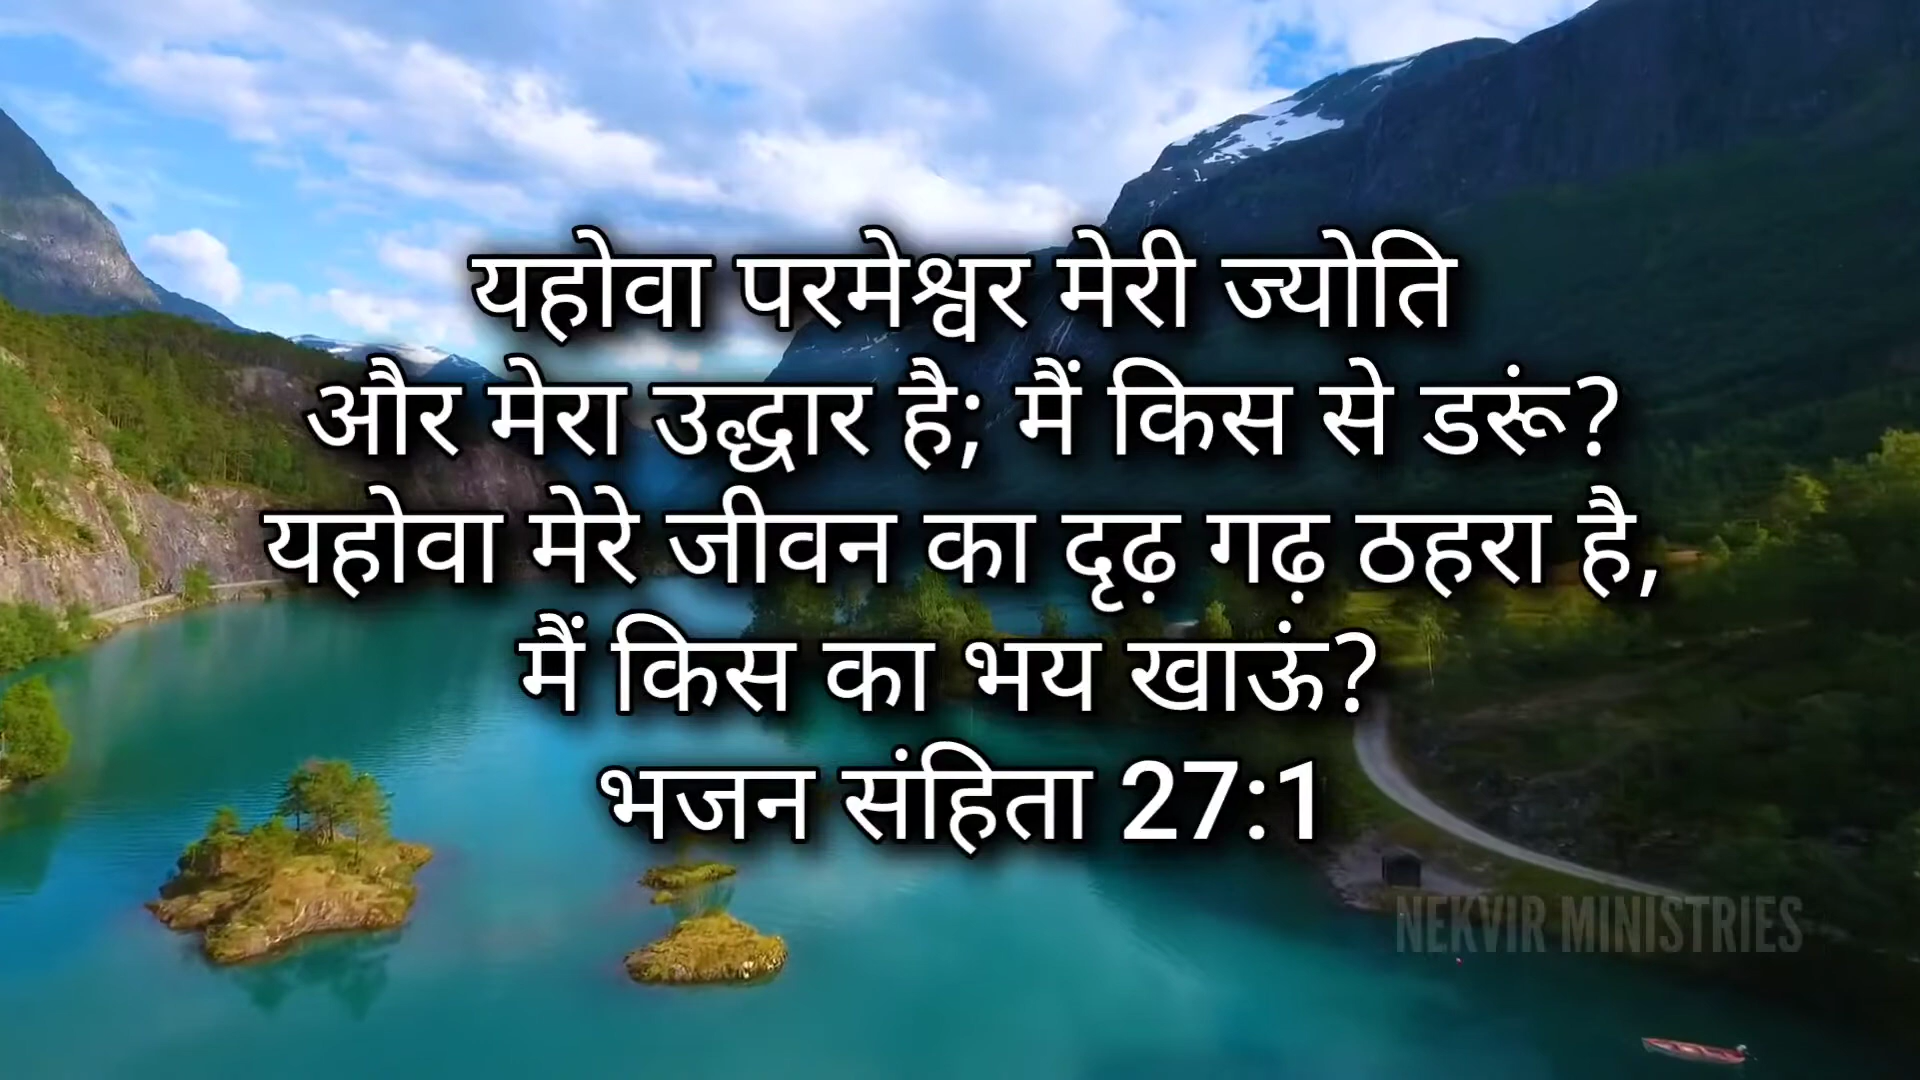 यहोवा परमेश्वर मेरी ज्योति
और मेरा उद्धार है; मैं किस से डरूं?
यहोवा मेरे जीवन का दृढ़ गढ़ ठहरा है,
मैं किस का भय खाऊं?
भजन संहिता 27:1
NEKVIR MINISTRIES